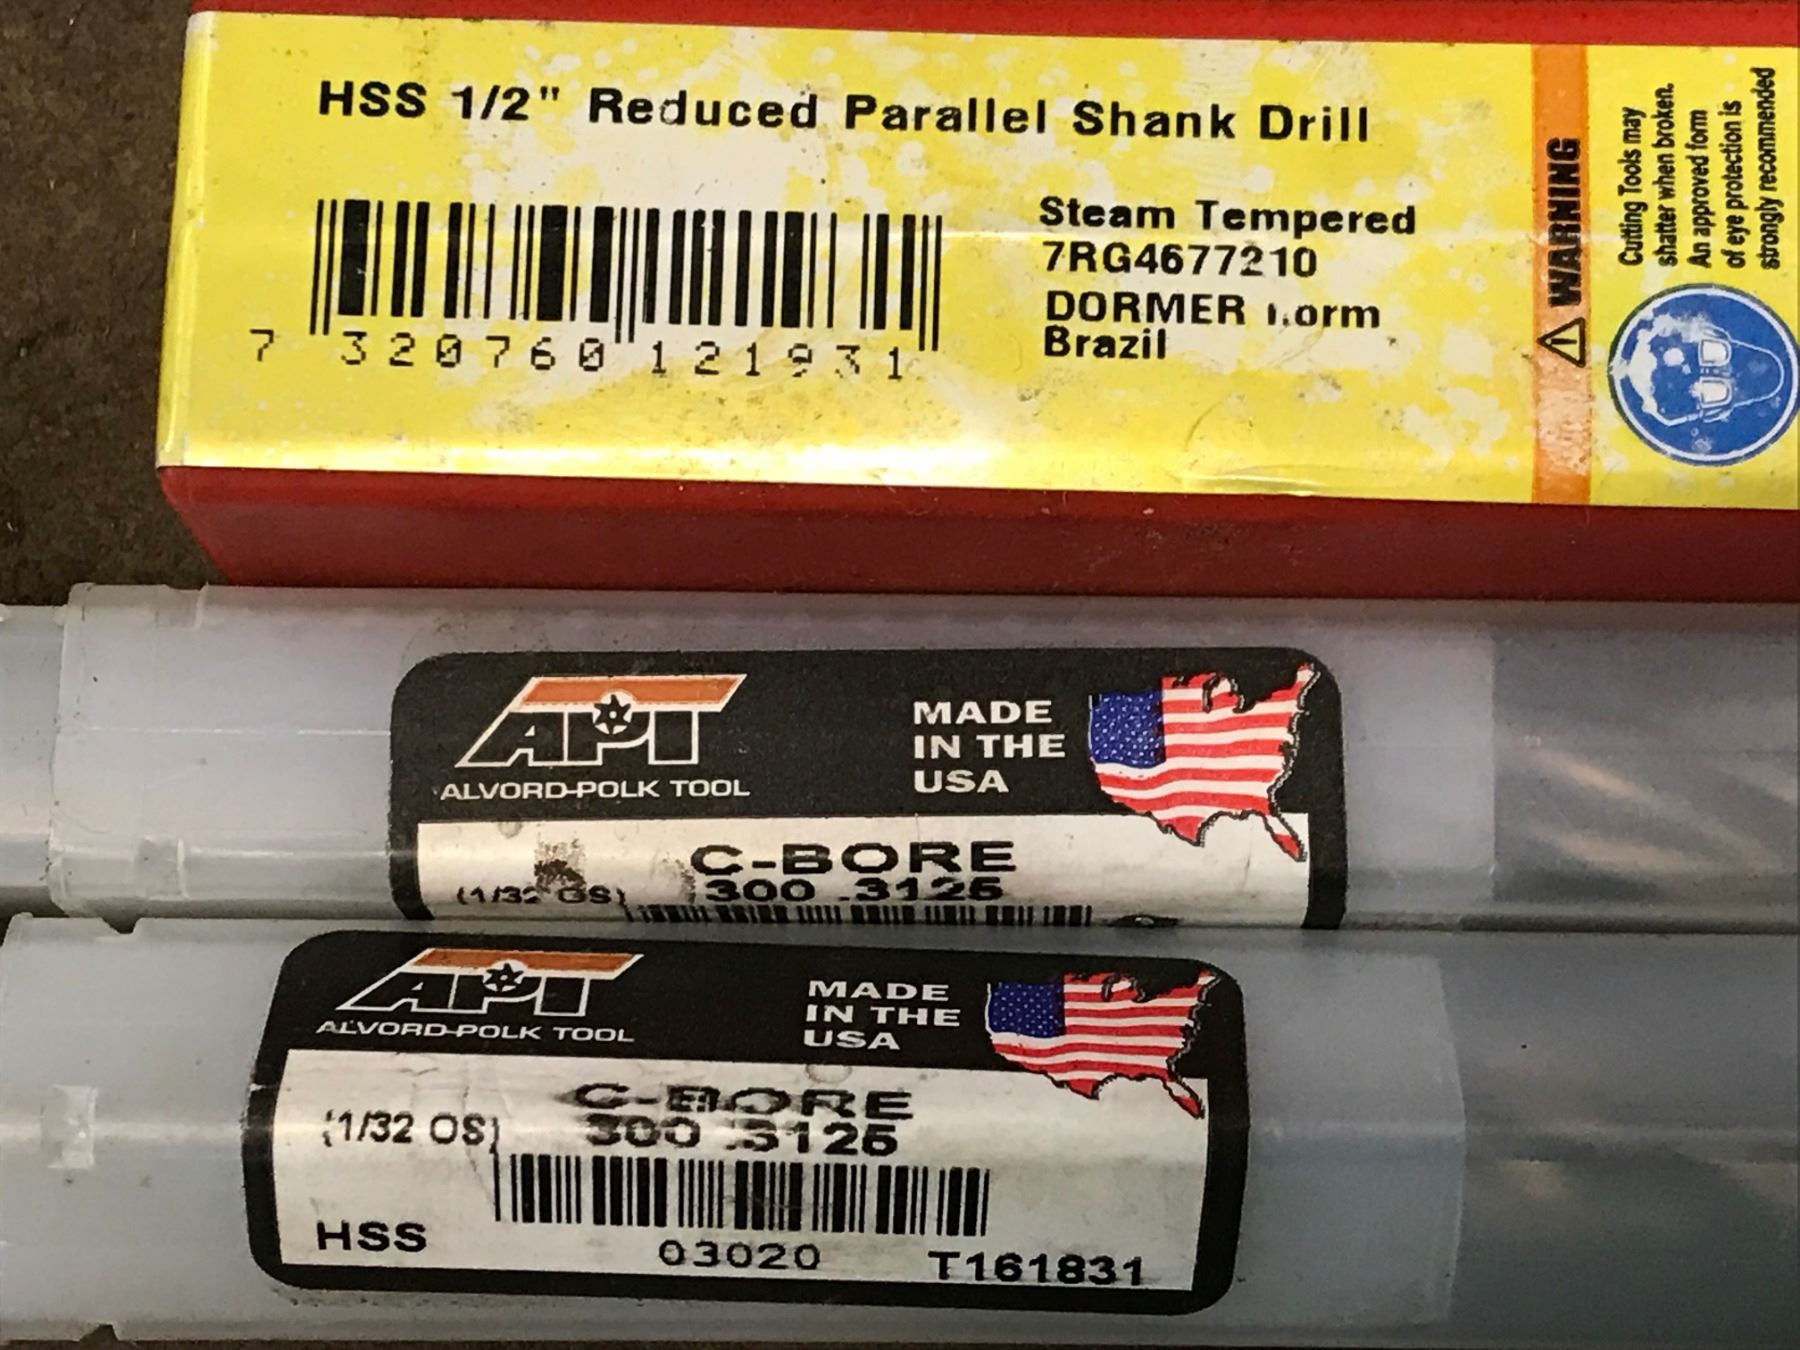 HSS 1/2" Reduced Parallel Shank Drill
7 320760 121931
Steam Tempered
7RG4677210
DORMER
Brazil
WARNING
Cutting Tools may
shatter when broken.
An approved form
of eye protection is
strongly recommended
API
ALVORD-POLK TOOL
MADE
IN THE
USA
C-BORE
(1/32 OS) 300 .3125
API
ALVORD-POLK TOOL
MADE
IN THE
USA
C-BORE
(1/32 OS) 300 .3125
HSS 03020 T161831